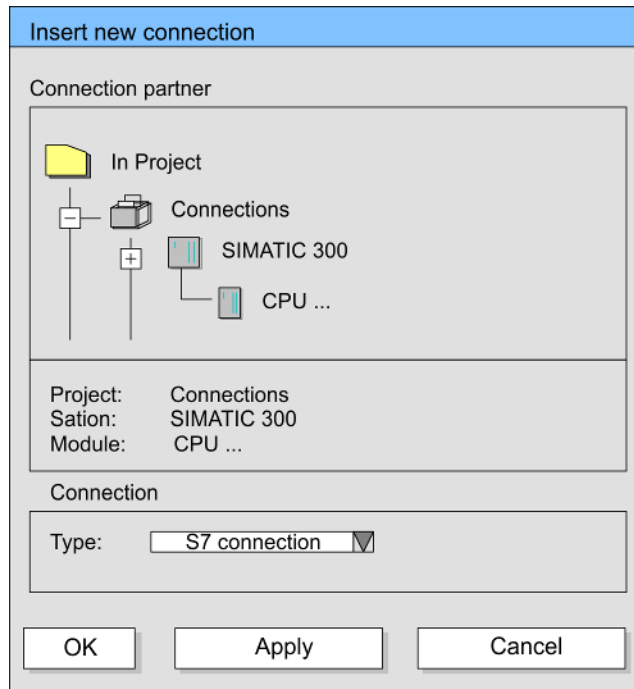 Insert new connection
Connection partner
In Project
Connections
SIMATIC 300
CPU ...
Project: Connections
Sation: SIMATIC 300
Module: CPU ...
Connection
Type: S7 connection
OK Apply Cancel